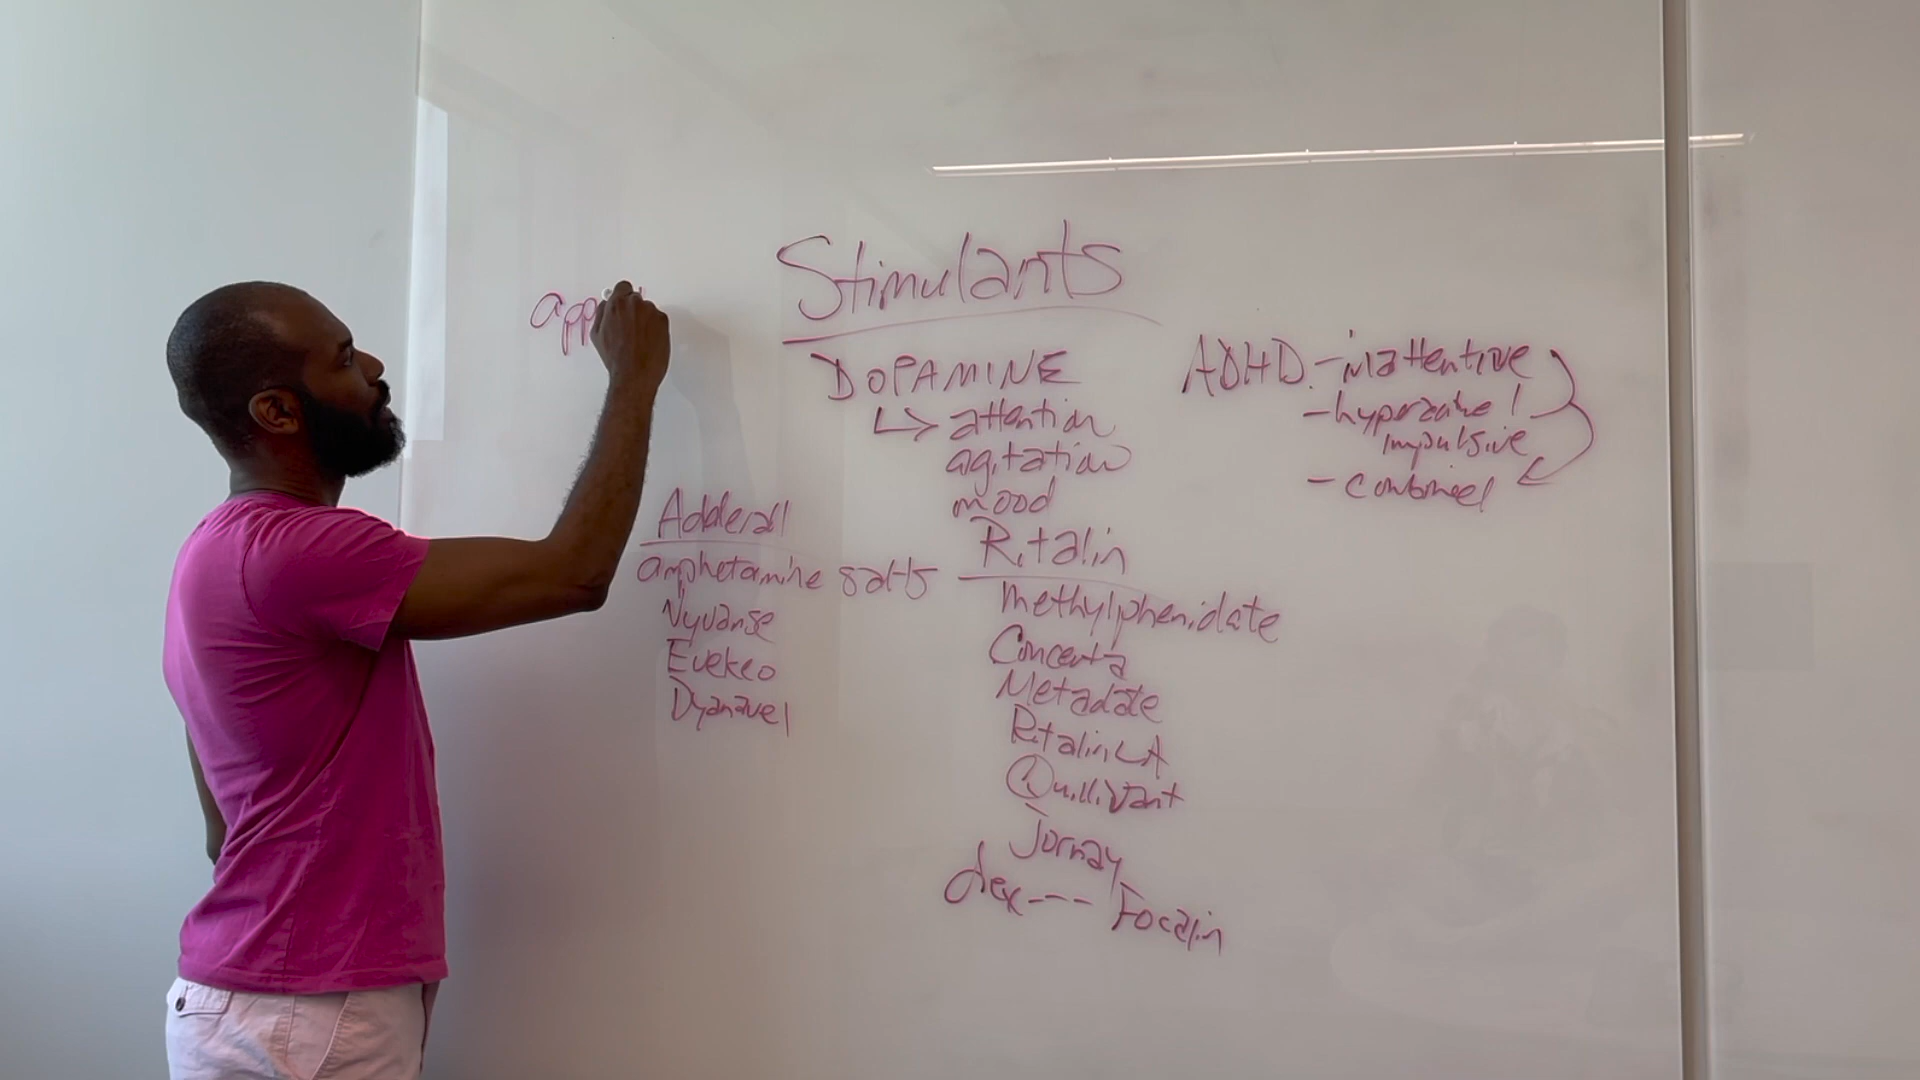 Stimulants
DOPAMINE
↳ attention
agitation
mood
ADHD - inattentive
- hyperactive /
impulsive
- combined
Adderall
amphetamine salts
Vyvanse
Evekeo
Dyanavel
Ritalin
methylphenidate
Concerta
Metadate
Ritalin LA
Quillivant
Jornay
dex --- Focalin